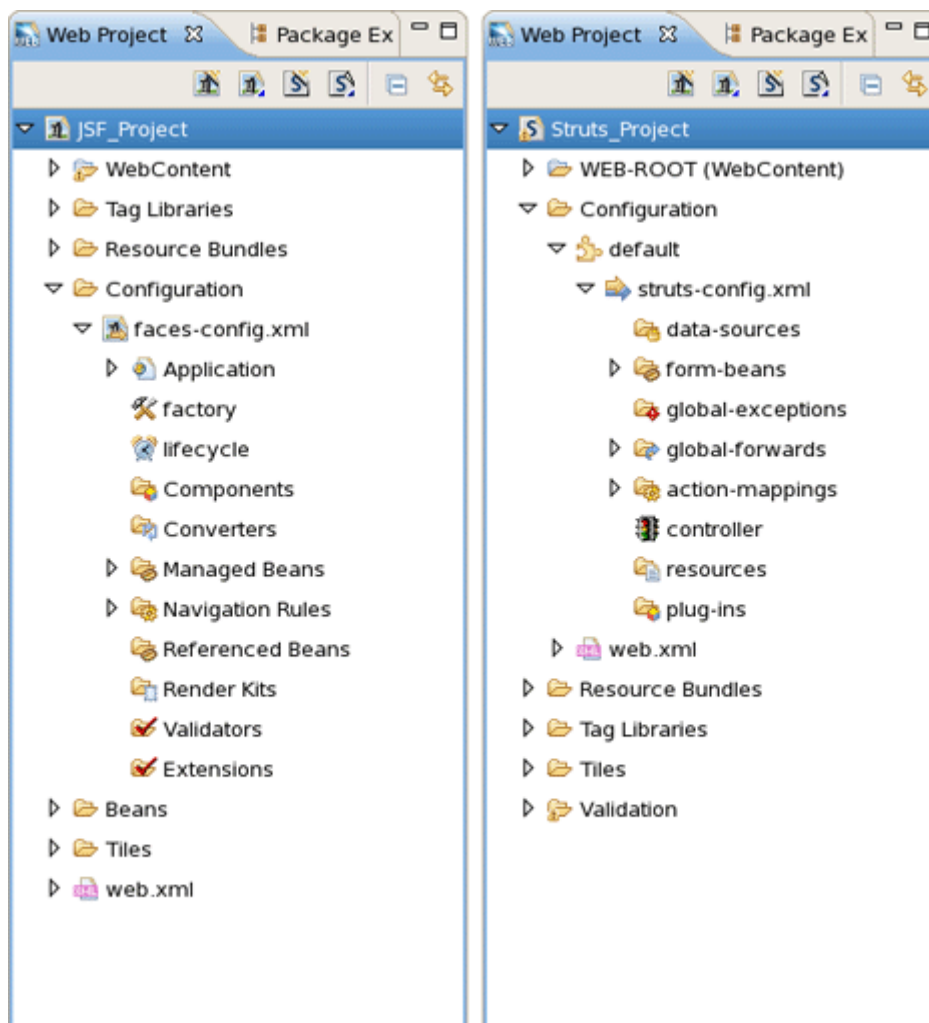 Web Project
Package Ex
JSF_Project
WebContent
Tag Libraries
Resource Bundles
Configuration
faces-config.xml
Application
factory
lifecycle
Components
Converters
Managed Beans
Navigation Rules
Referenced Beans
Render Kits
Validators
Extensions
Beans
Tiles
web.xml
Web Project
Package Ex
Struts_Project
WEB-ROOT (WebContent)
Configuration
default
struts-config.xml
data-sources
form-beans
global-exceptions
global-forwards
action-mappings
controller
resources
plug-ins
web.xml
Resource Bundles
Tag Libraries
Tiles
Validation